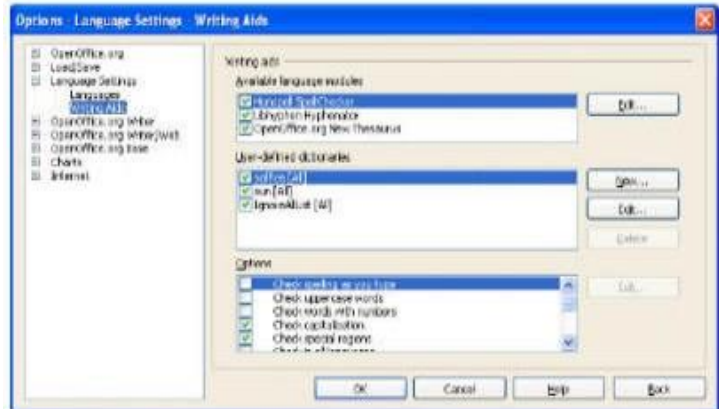 Options - Language Settings - Writing Aids
OpenOffice.org
Load/Save
Language Settings
Languages
Writing Aids
OpenOffice.org Writer
OpenOffice.org Writer/Web
OpenOffice.org Base
Charts
Internet
Writing aids
Available language modules
Hunspell SpellChecker
Libhyphen Hyphenator
OpenOffice.org New Thesaurus
Edit...
User-defined dictionaries
soffice [All]
sun [All]
IgnoreAllList [All]
New...
Edit...
Delete
Options
Check spelling as you type
Check uppercase words
Check words with numbers
Check capitalization
Check special regions
Edit...
OK
Cancel
Help
Back